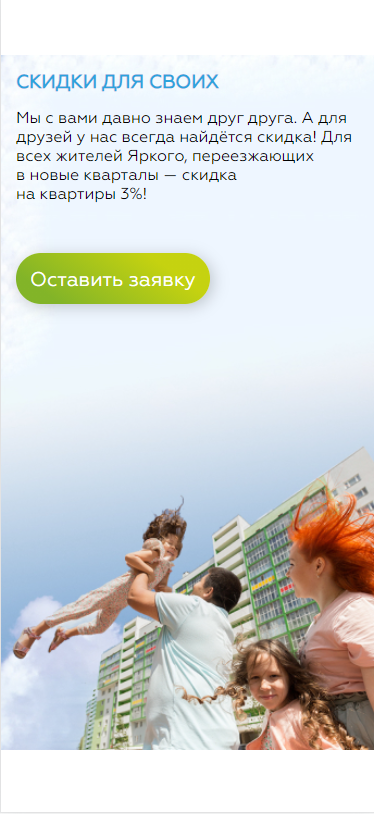 СКИДКИ ДЛЯ СВОИХ
Мы с вами давно знаем друг друга. А для
друзей у нас всегда найдётся скидка! Для
всех жителей Яркого, переезжающих
в новые кварталы — скидка
на квартиры 3%!
Оставить заявку